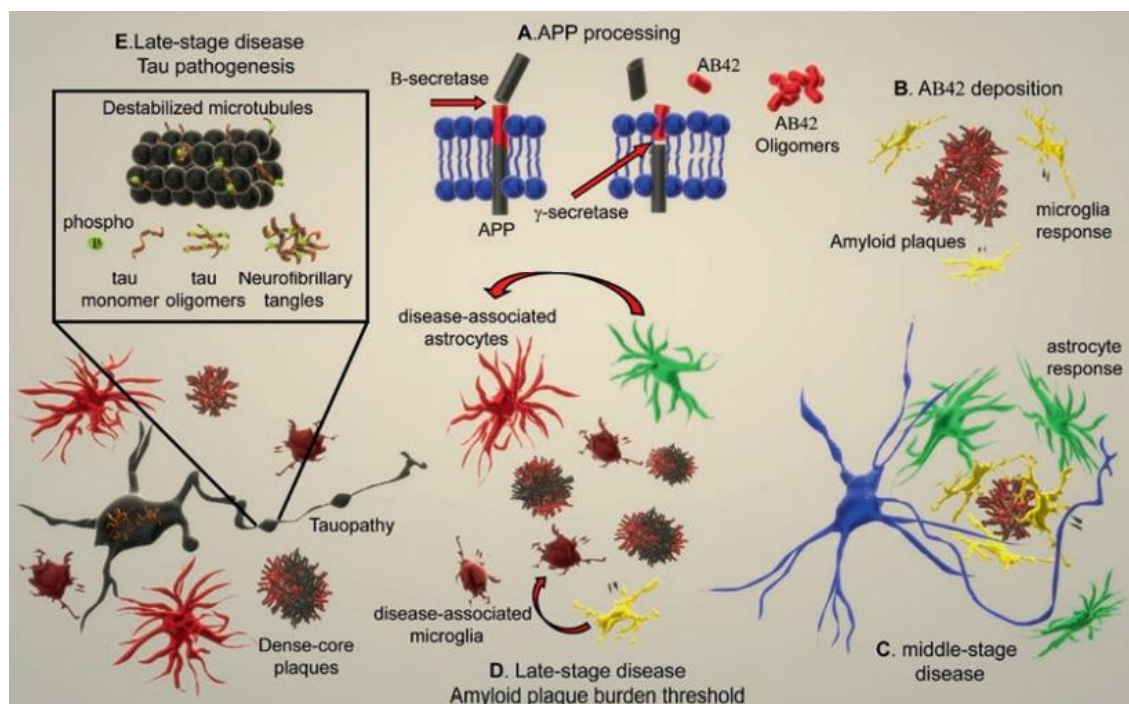 A.APP processing
B-secretase
AB42
AB42
Oligomers
γ-secretase
APP
B. AB42 deposition
Amyloid plaques
microglia
response
astrocyte
response
C. middle-stage
disease
disease-associated
astrocytes
disease-associated
microglia
D. Late-stage disease
Amyloid plaque burden threshold
E.Late-stage disease
Tau pathogenesis
Destabilized microtubules
phospho
tau
monomer
tau
oligomers
Neurofibrillary
tangles
Tauopathy
Dense-core
plaques